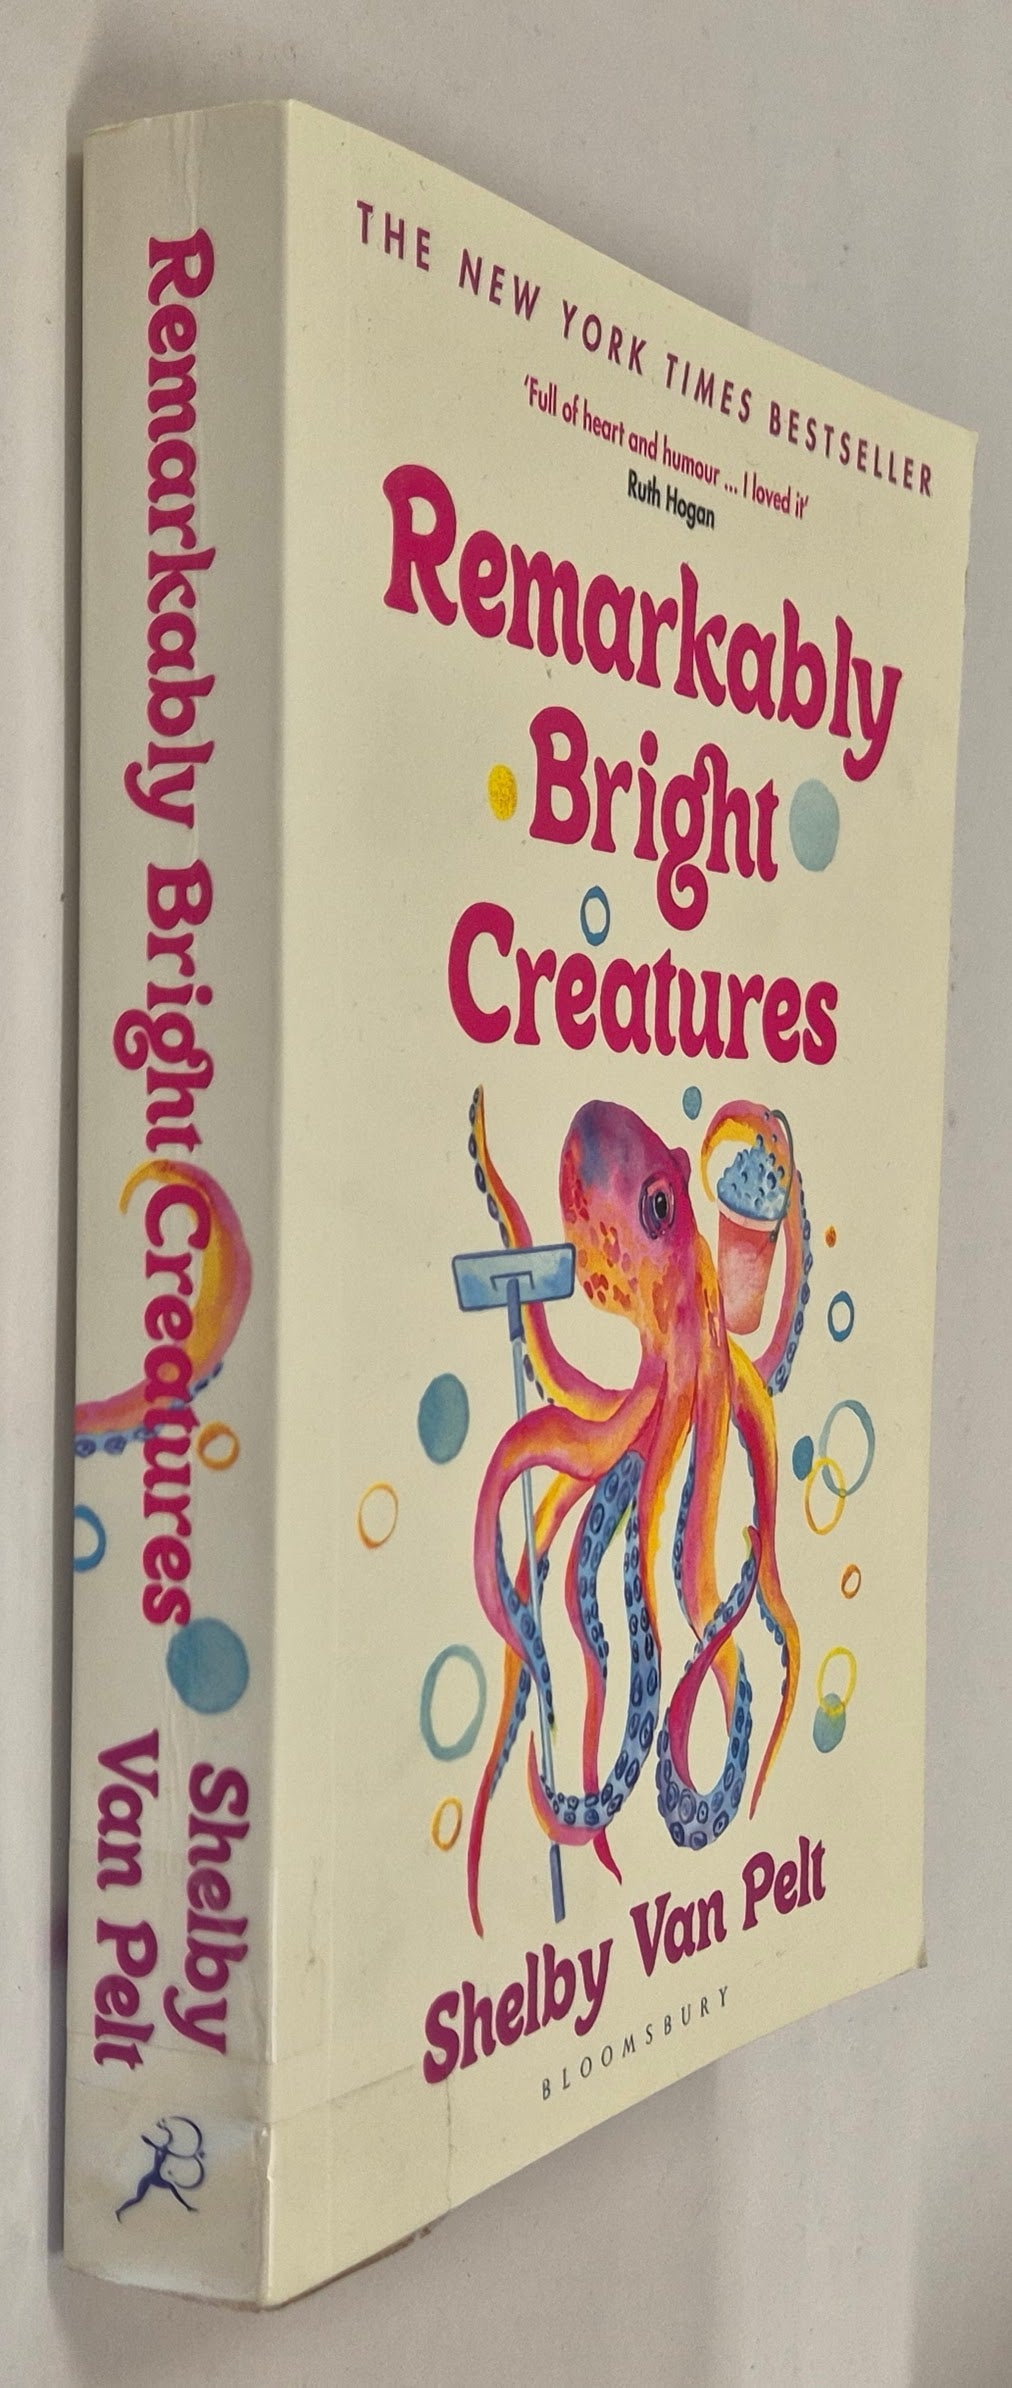 Remarkably Bright Creatures
Shelby
Van Pelt
THE NEW YORK TIMES BESTSELLER
'Full of heart and humour ... I loved it'
Ruth Hogan
Remarkably
Bright
Creatures
Shelby Van Pelt
BLOOMSBURY